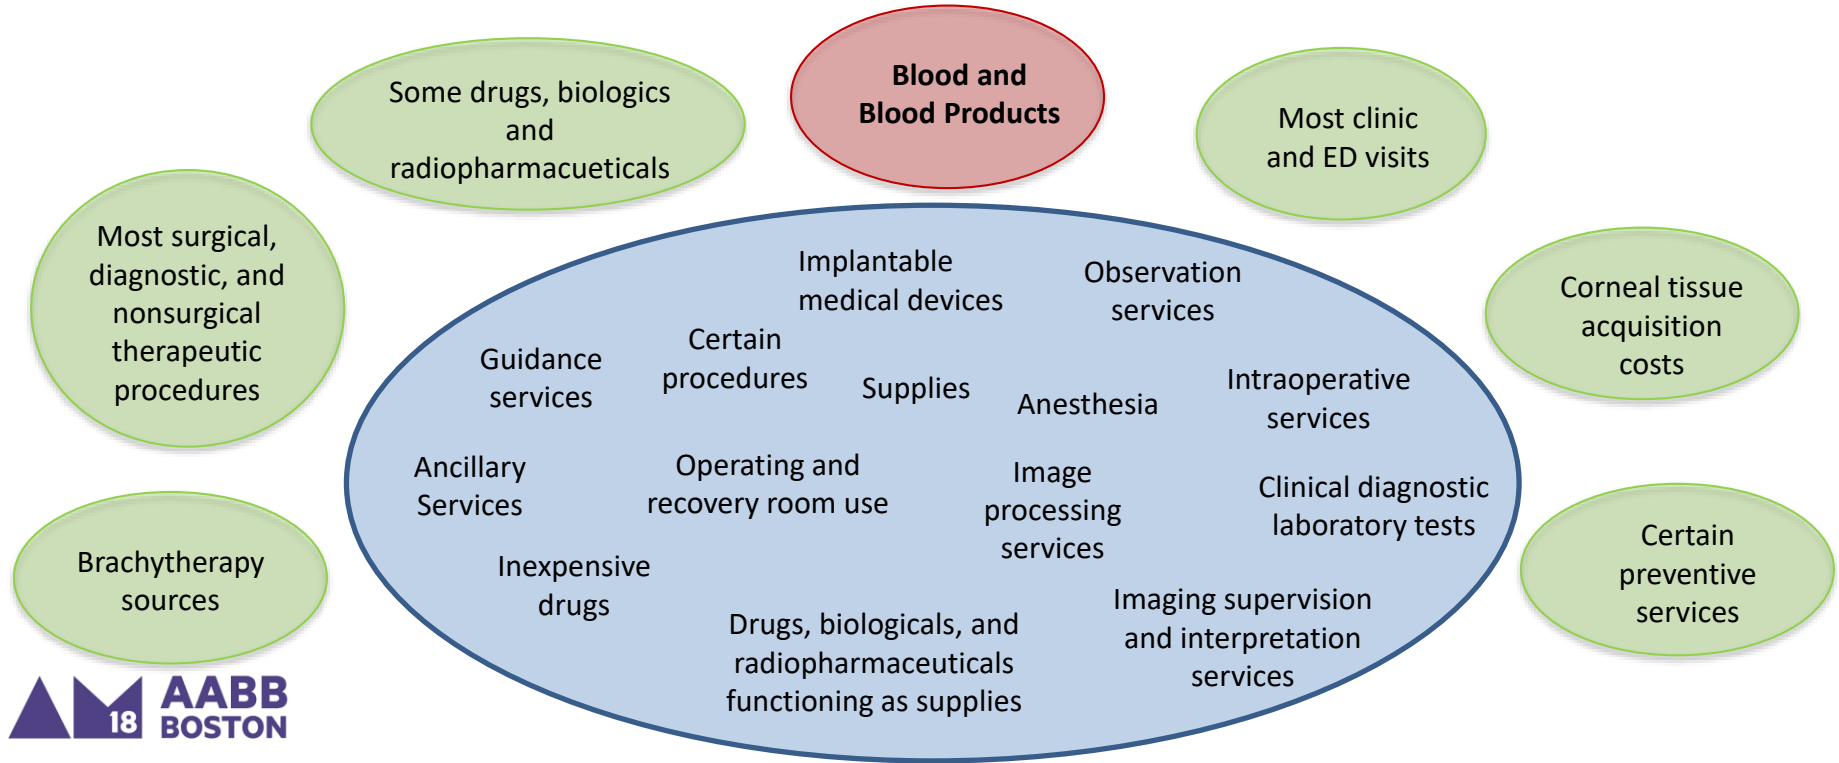 Some drugs, biologics
and
radiopharmacueticals
Blood and
Blood Products
Most clinic
and ED visits
Most surgical,
diagnostic, and
nonsurgical
therapeutic
procedures
Corneal tissue
acquisition
costs
Brachytherapy
sources
Certain
preventive
services
Implantable
medical devices
Observation
services
Guidance
services
Certain
procedures
Supplies
Anesthesia
Intraoperative
services
Ancillary
Services
Operating and
recovery room use
Image
processing
services
Clinical diagnostic
laboratory tests
Inexpensive
drugs
Drugs, biologicals, and
radiopharmaceuticals
functioning as supplies
Imaging supervision
and interpretation
services
AM18
AABB
BOSTON